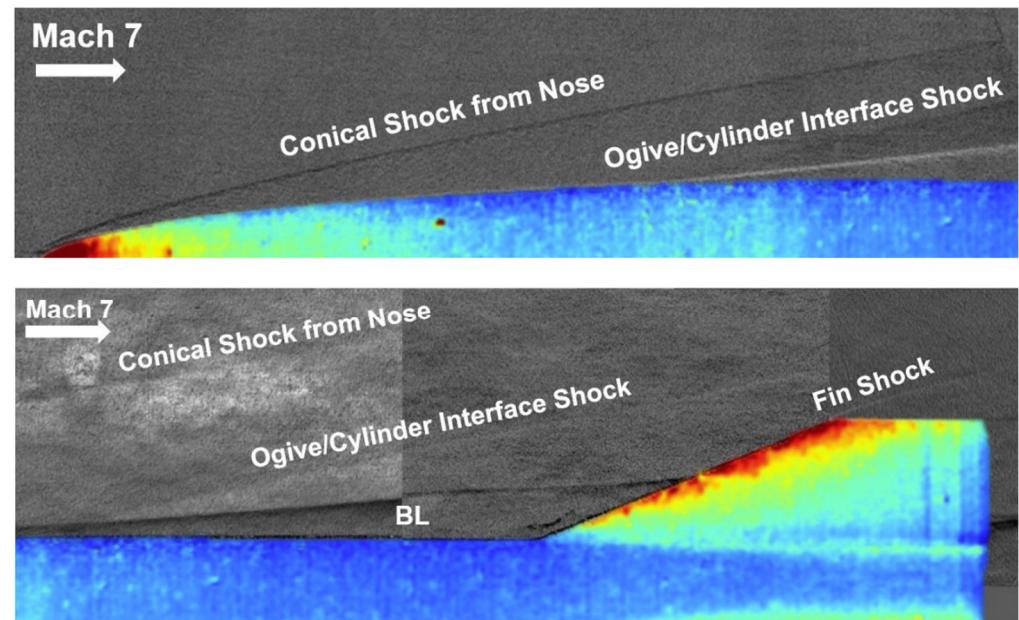 Mach 7
Conical Shock from Nose
Ogive/Cylinder Interface Shock
Mach 7
Conical Shock from Nose
Ogive/Cylinder Interface Shock
Fin Shock
BL